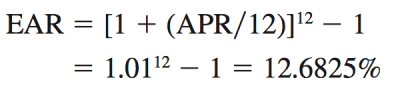 EAR = [1 + (APR/12)]¹² − 1
= 1.01¹² − 1 = 12.6825%